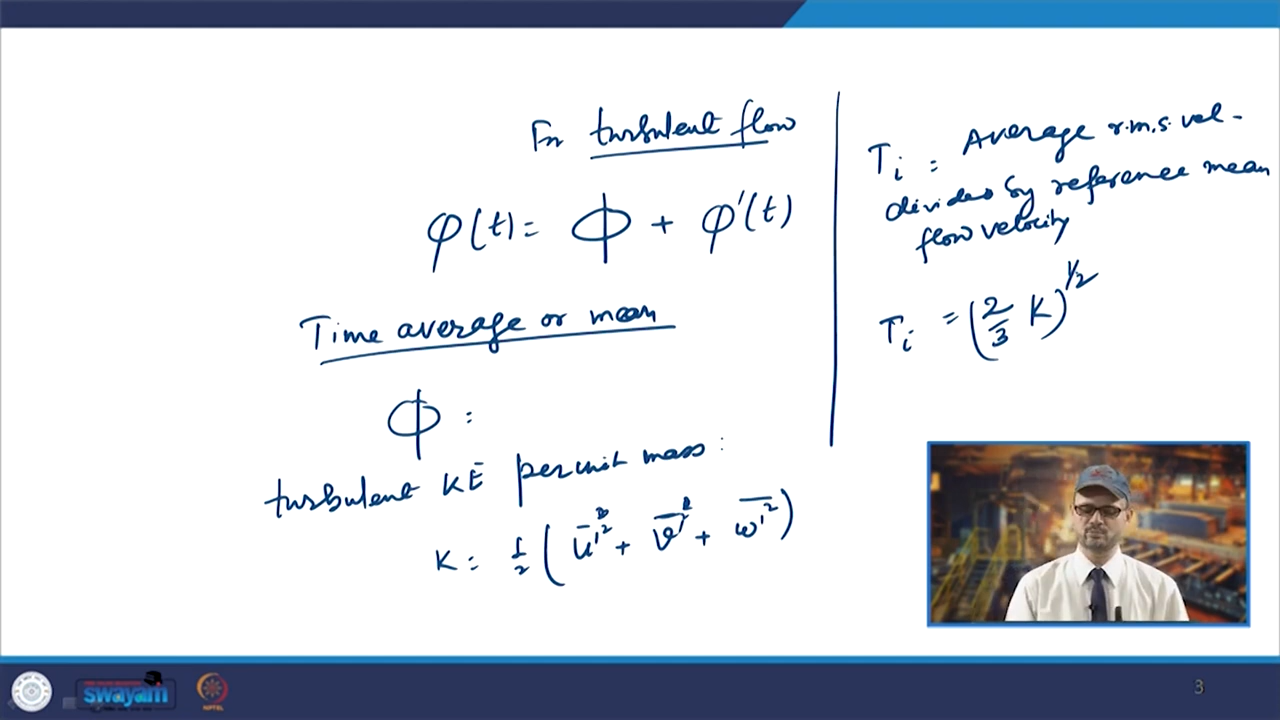 For turbulent flow
φ(t) = Φ + φ'(t)
Time average or mean
Φ =
turbulent KE per unit mass :
K = 1/2 ( u'² + v'² + w'² )
Ti = Average r.m.s. vel-
divided by reference mean
flow velocity
Ti = (2/3 K)^1/2
swayam
NPTEL
3